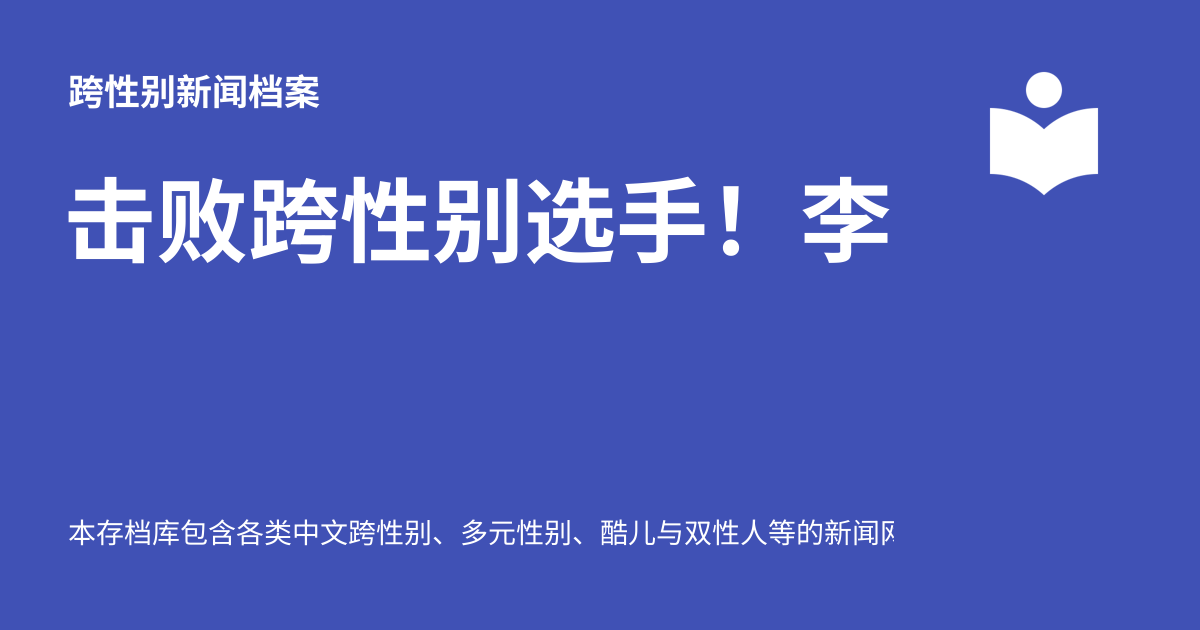 跨性别新闻档案
击败跨性别选手！李
本存档库包含各类中文跨性别、多元性别、酷儿与双性人等的新闻